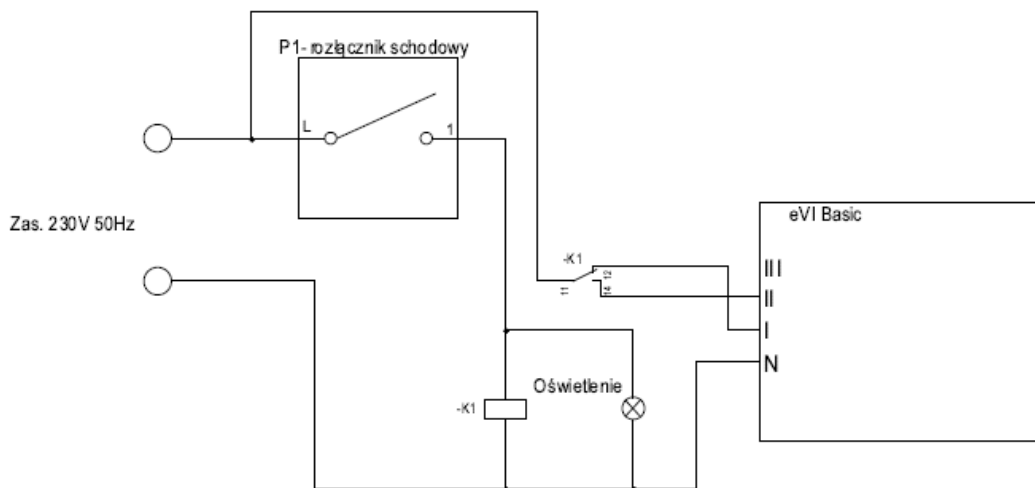 P1- rozłącznik schodowy
L
1
Zas. 230V 50Hz
eVI Basic
-K1
11
12
14
III
II
I
N
Oświetlenie
-K1